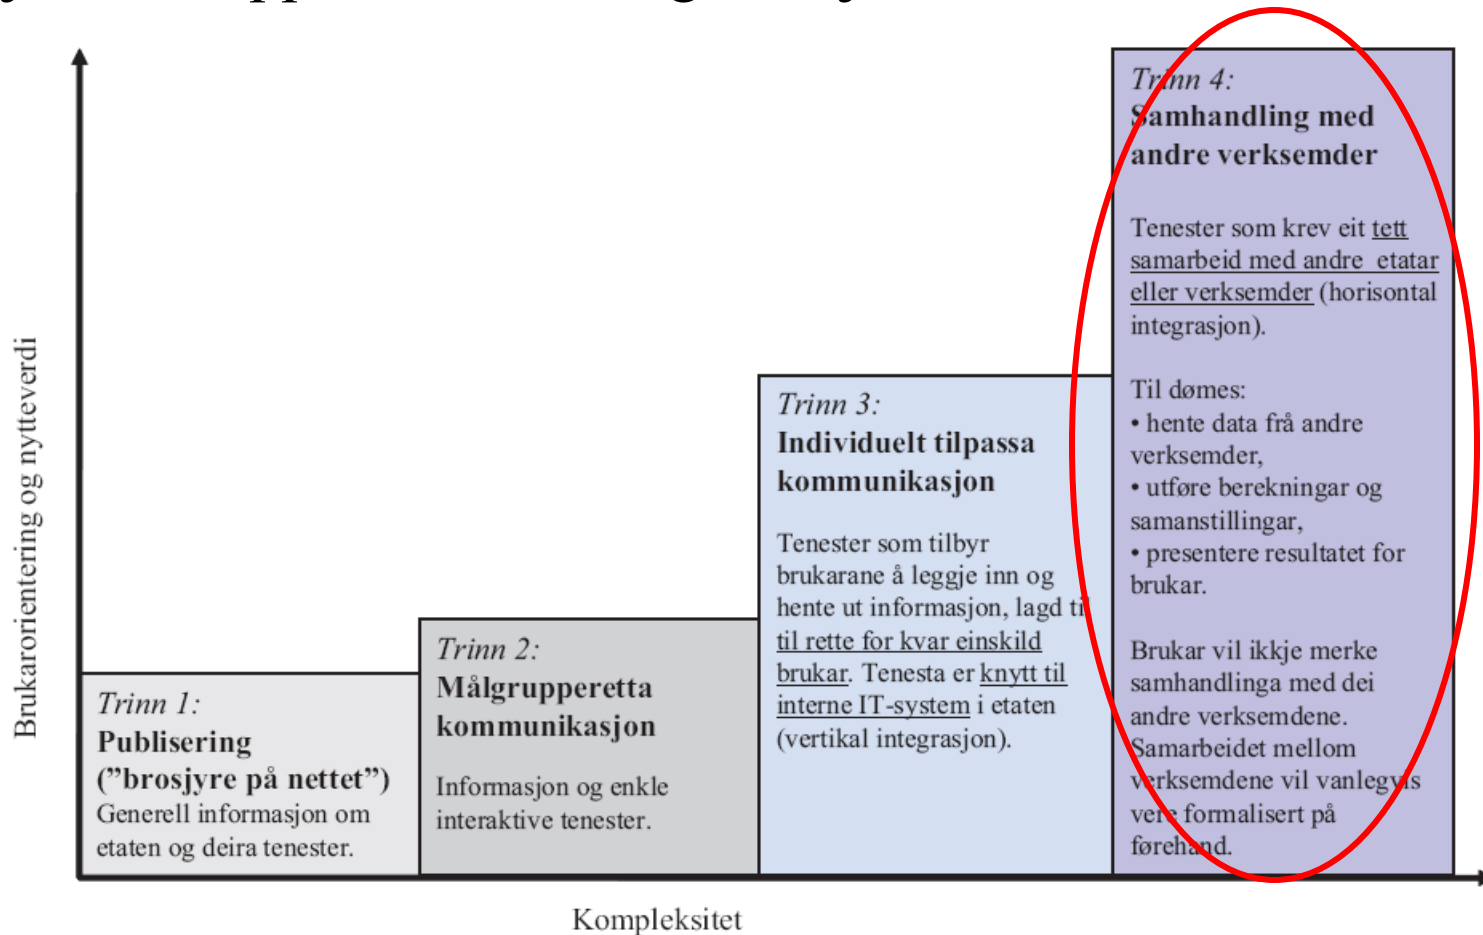 Brukarorientering og nytteverdi
Trinn 1:
Publisering
(”brosjyre på nettet”)
Generell informasjon om
etaten og deira tenester.
Trinn 2:
Målgrupperetta
kommunikasjon
Informasjon og enkle
interaktive tenester.
Trinn 3:
Individuelt tilpassa
kommunikasjon
Tenester som tilbyr
brukarane å leggje inn og
hente ut informasjon, lagd til
til rette for kvar einskild
brukar. Tenesta er knytt til
interne IT-system i etaten
(vertikal integrasjon).
Trinn 4:
Samhandling med
andre verksemder
Tenester som krev eit tett
samarbeid med andre etatar
eller verksemder (horisontal
integrasjon).
Til dømes:
• hente data frå andre
verksemder,
• utføre berekningar og
samanstillingar,
• presentere resultatet for
brukar.
Brukar vil ikkje merke
samhandlinga med dei
andre verksemdene.
Samarbeidet mellom
verksemdene vil vanlegvis
vere formalisert på
førehand.
Kompleksitet